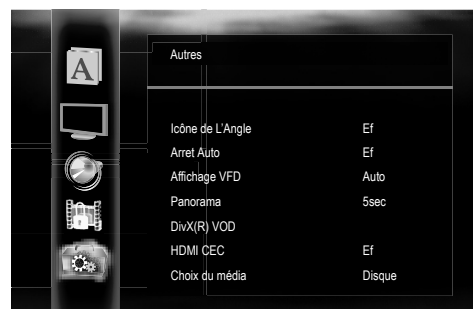 A
Autres
Icône de L'Angle Ef
Arret Auto Ef
Affichage VFD Auto
Panorama 5sec
DivX(R) VOD
HDMI CEC Ef
Choix du média Disque